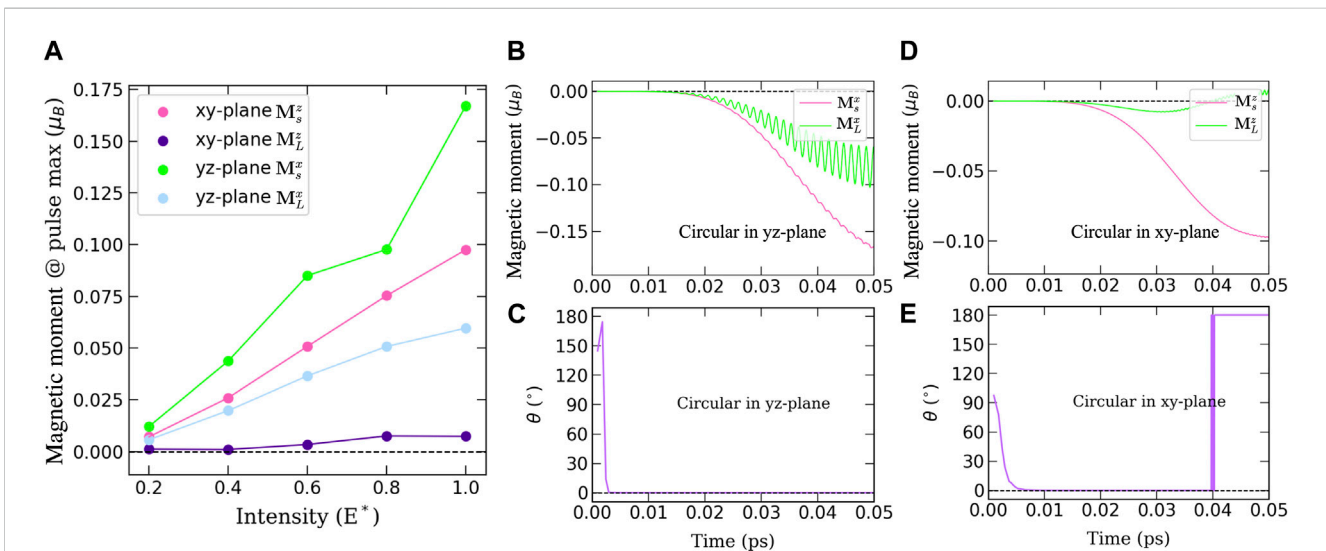 A
Magnetic moment @ pulse max (μ_B)
0.175
0.150
0.125
0.100
0.075
0.050
0.025
0.000
xy-plane M_s^z
xy-plane M_L^z
yz-plane M_s^x
yz-plane M_L^x
0.2 0.4 0.6 0.8 1.0
Intensity (E*)
B
Magnetic moment (μ_B)
0.00
−0.05
−0.10
−0.15
M_s^x
M_L^x
Circular in yz-plane
0.00 0.01 0.02 0.03 0.04 0.05
C
θ (°)
180
150
120
90
60
30
0
Circular in yz-plane
0.00 0.01 0.02 0.03 0.04 0.05
Time (ps)
D
Magnetic moment (μ_B)
0.00
−0.05
−0.10
M_s^z
M_L^z
Circular in xy-plane
0.00 0.01 0.02 0.03 0.04 0.05
E
θ (°)
180
150
120
90
60
30
0
Circular in xy-plane
0.00 0.01 0.02 0.03 0.04 0.05
Time (ps)